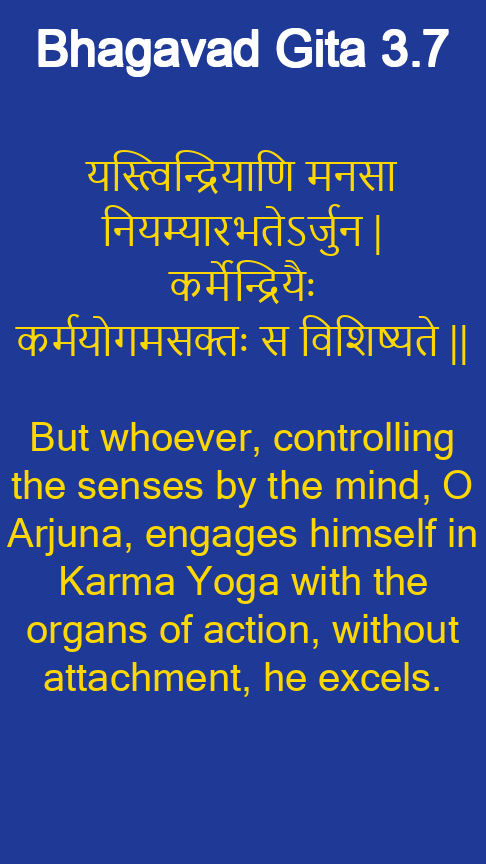 Bhagavad Gita 3.7
यस्त्विन्द्रियाणि मनसा
नियम्यारभतेऽर्जुन |
कर्मेन्द्रियैः
कर्मयोगमसक्तः स विशिष्यते ||
But whoever, controlling
the senses by the mind, O
Arjuna, engages himself in
Karma Yoga with the
organs of action, without
attachment, he excels.